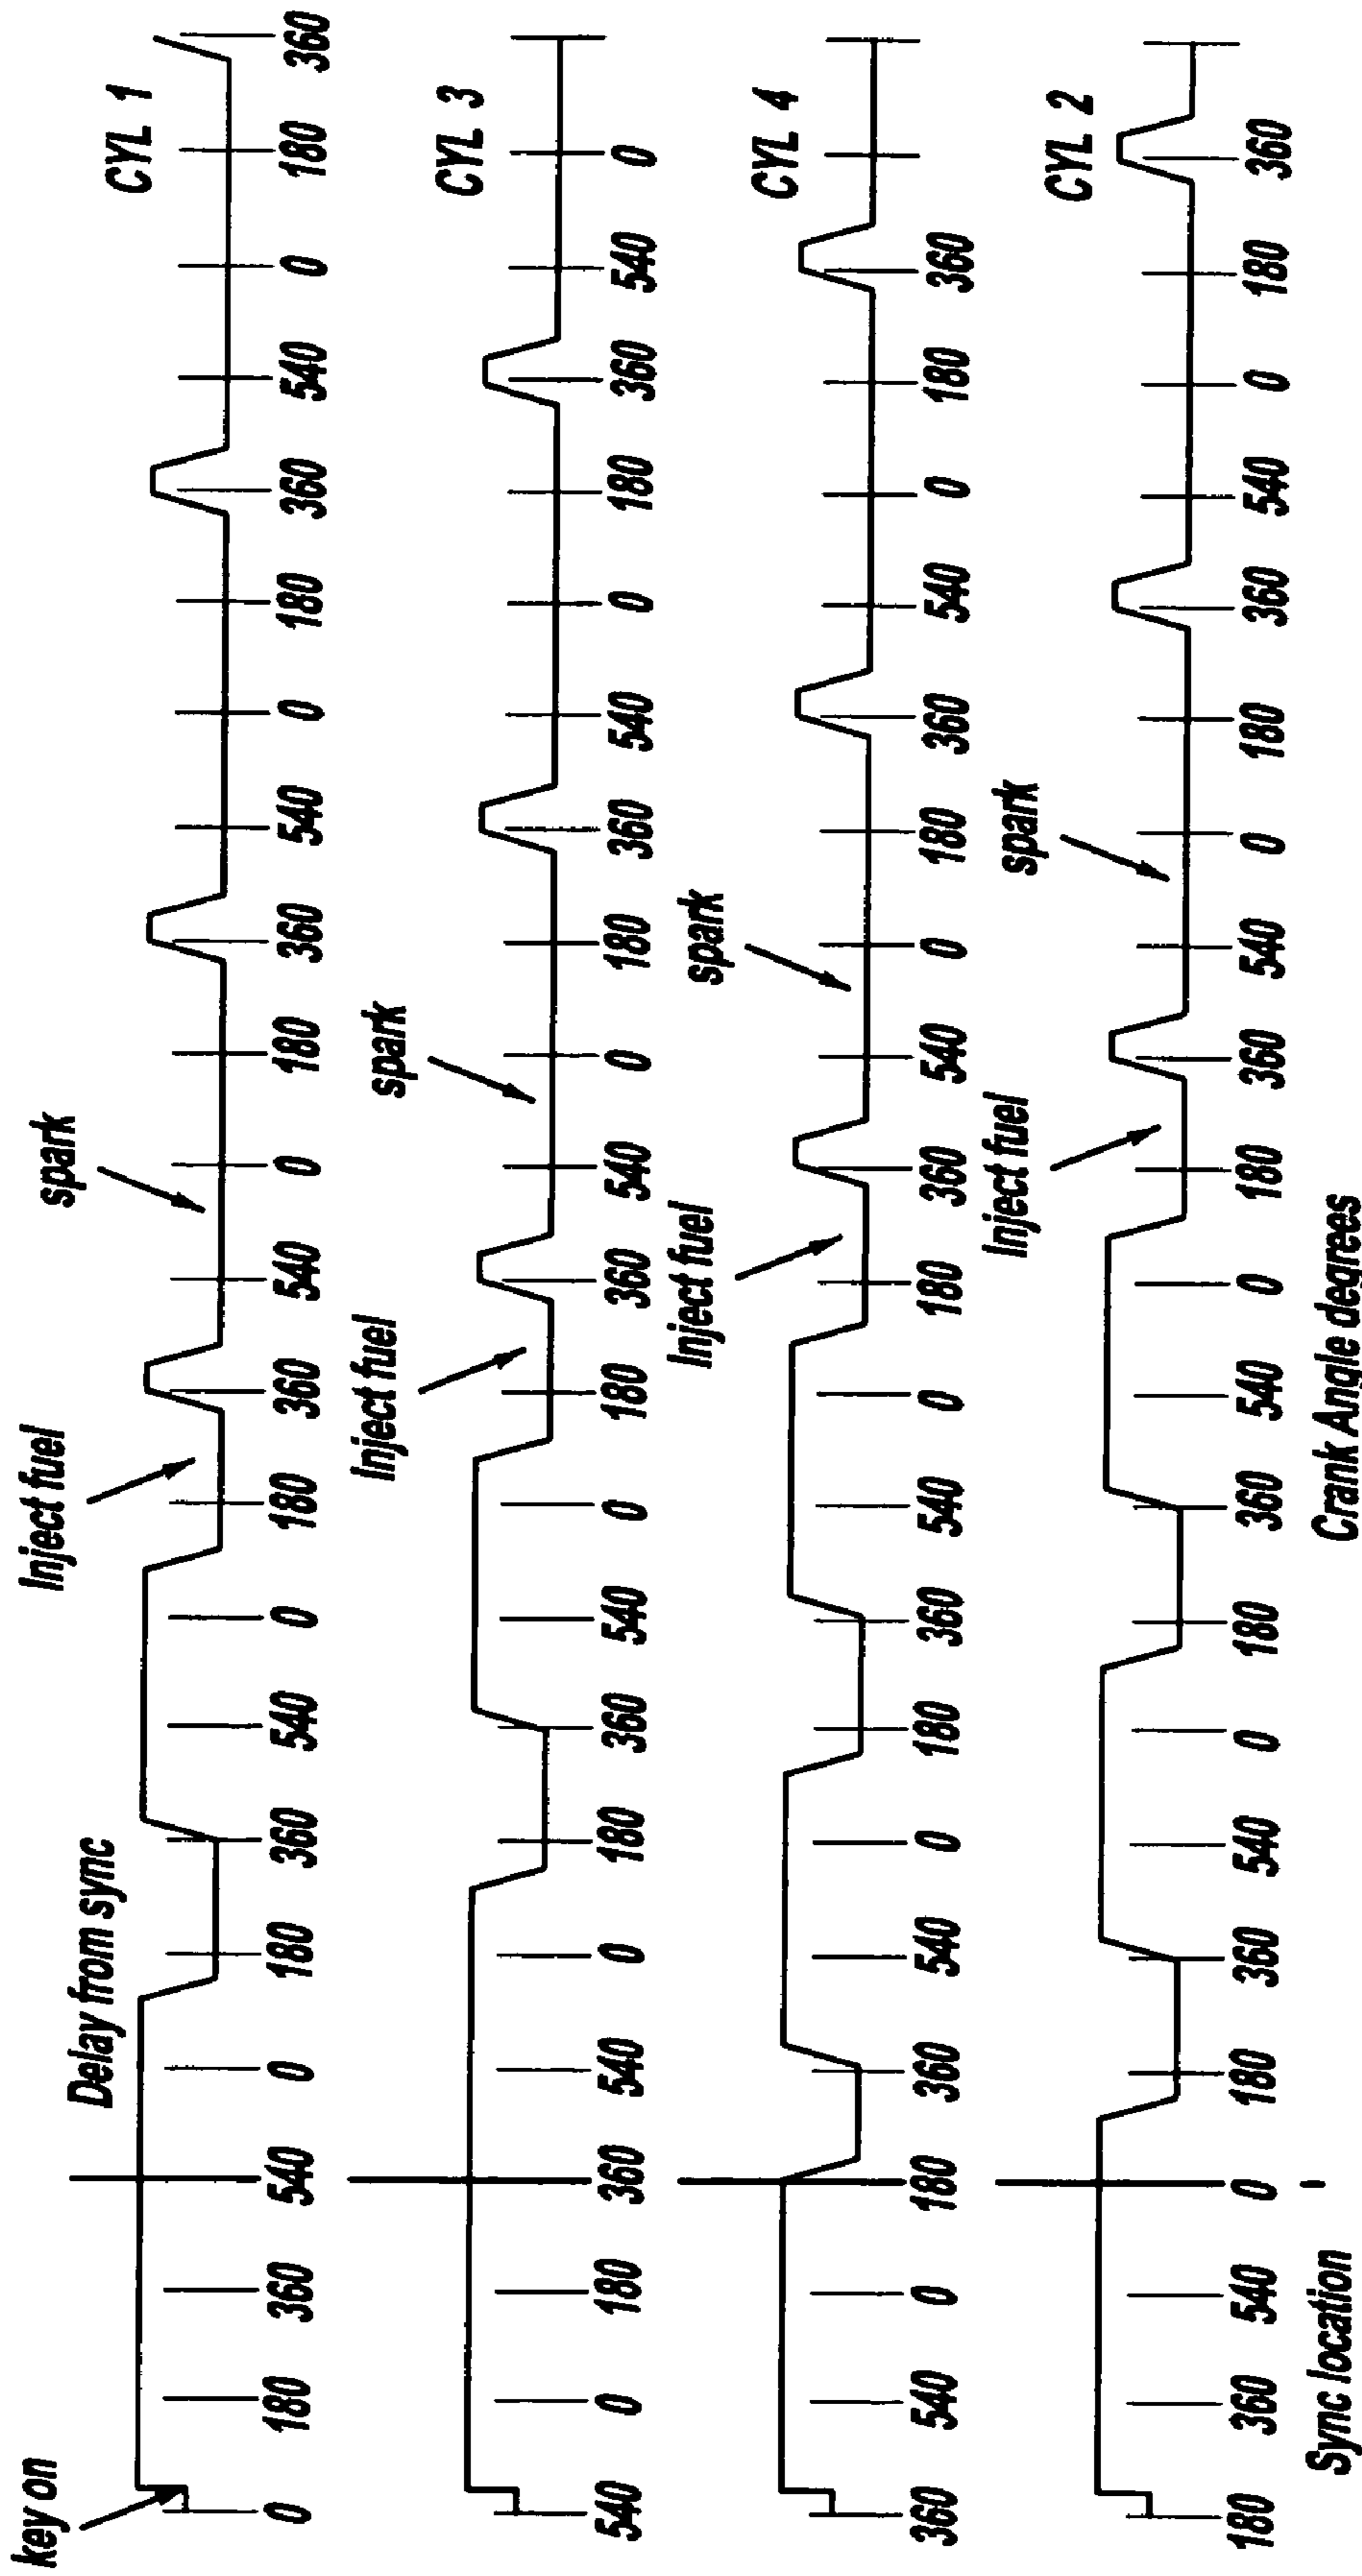 key on
Delay from sync
Inject fuel
spark
CYL 1
0 180 360 540 0 180 360 540 0 180 360 540 0 180 360 540 0 180 360 540 0 180 360
Inject fuel
spark
CYL 3
540 0 180 360 540 0 180 360 540 0 180 360 540 0 180 360 540 0 180 360 540 0
Inject fuel
spark
CYL 4
360 540 0 180 360 540 0 180 360 540 0 180 360 540 0 180 360 540 0 180 360
Inject fuel
spark
CYL 2
180 360 540 0 180 360 540 0 180 360 540 0 180 360 540 0 180 360 540 0 180 360
Sync location
Crank Angle degrees